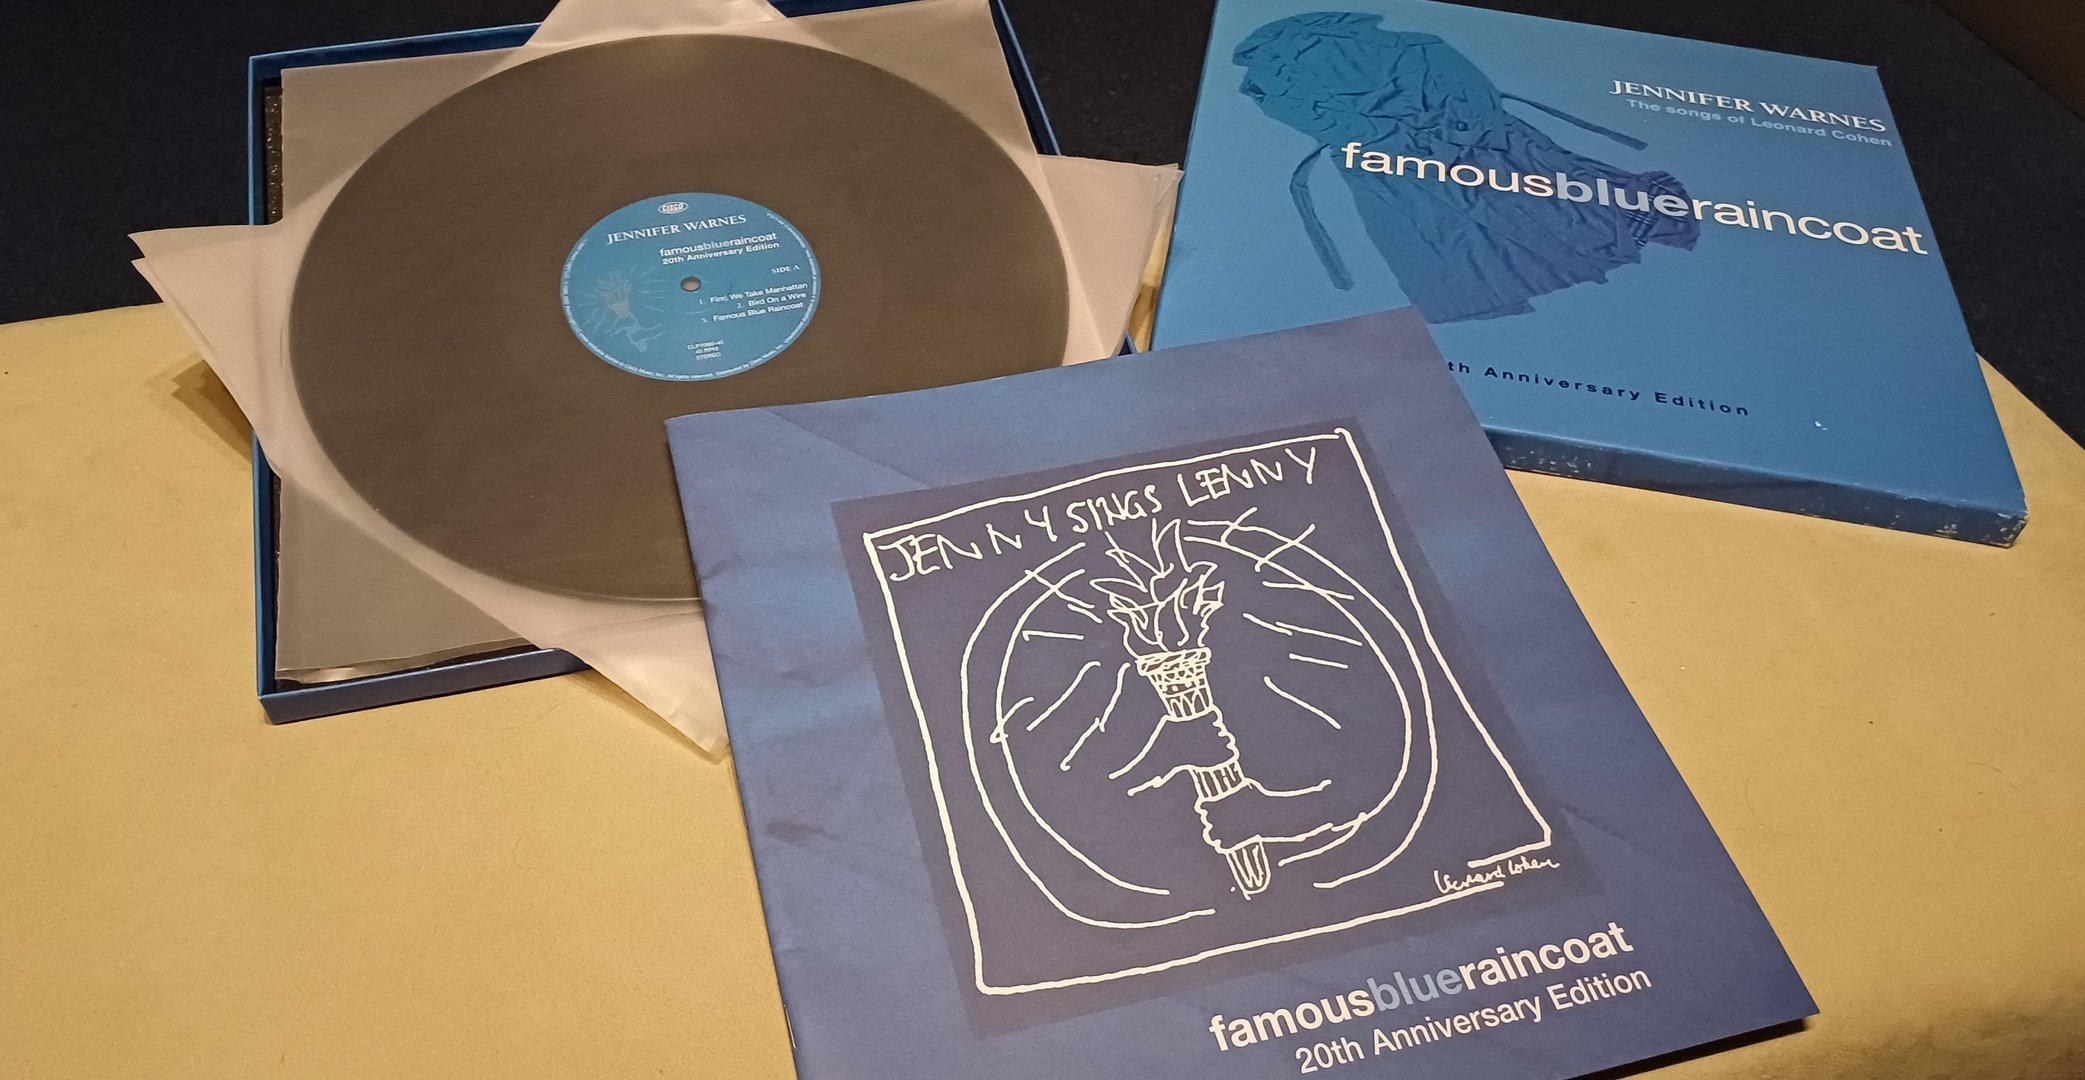 CISCO
JENNIFER WARNES
famousblueraincoat
20th Anniversary Edition
SIDE A
1. First We Take Manhattan
2. Bird On a Wire
3. Famous Blue Raincoat
45 RPM
STEREO
JENNIFER WARNES
The songs of Leonard Cohen
famousblueraincoat
th Anniversary Edition
JENNY SINGS LENNY
Leonard Cohen
famousblueraincoat
20th Anniversary Edition